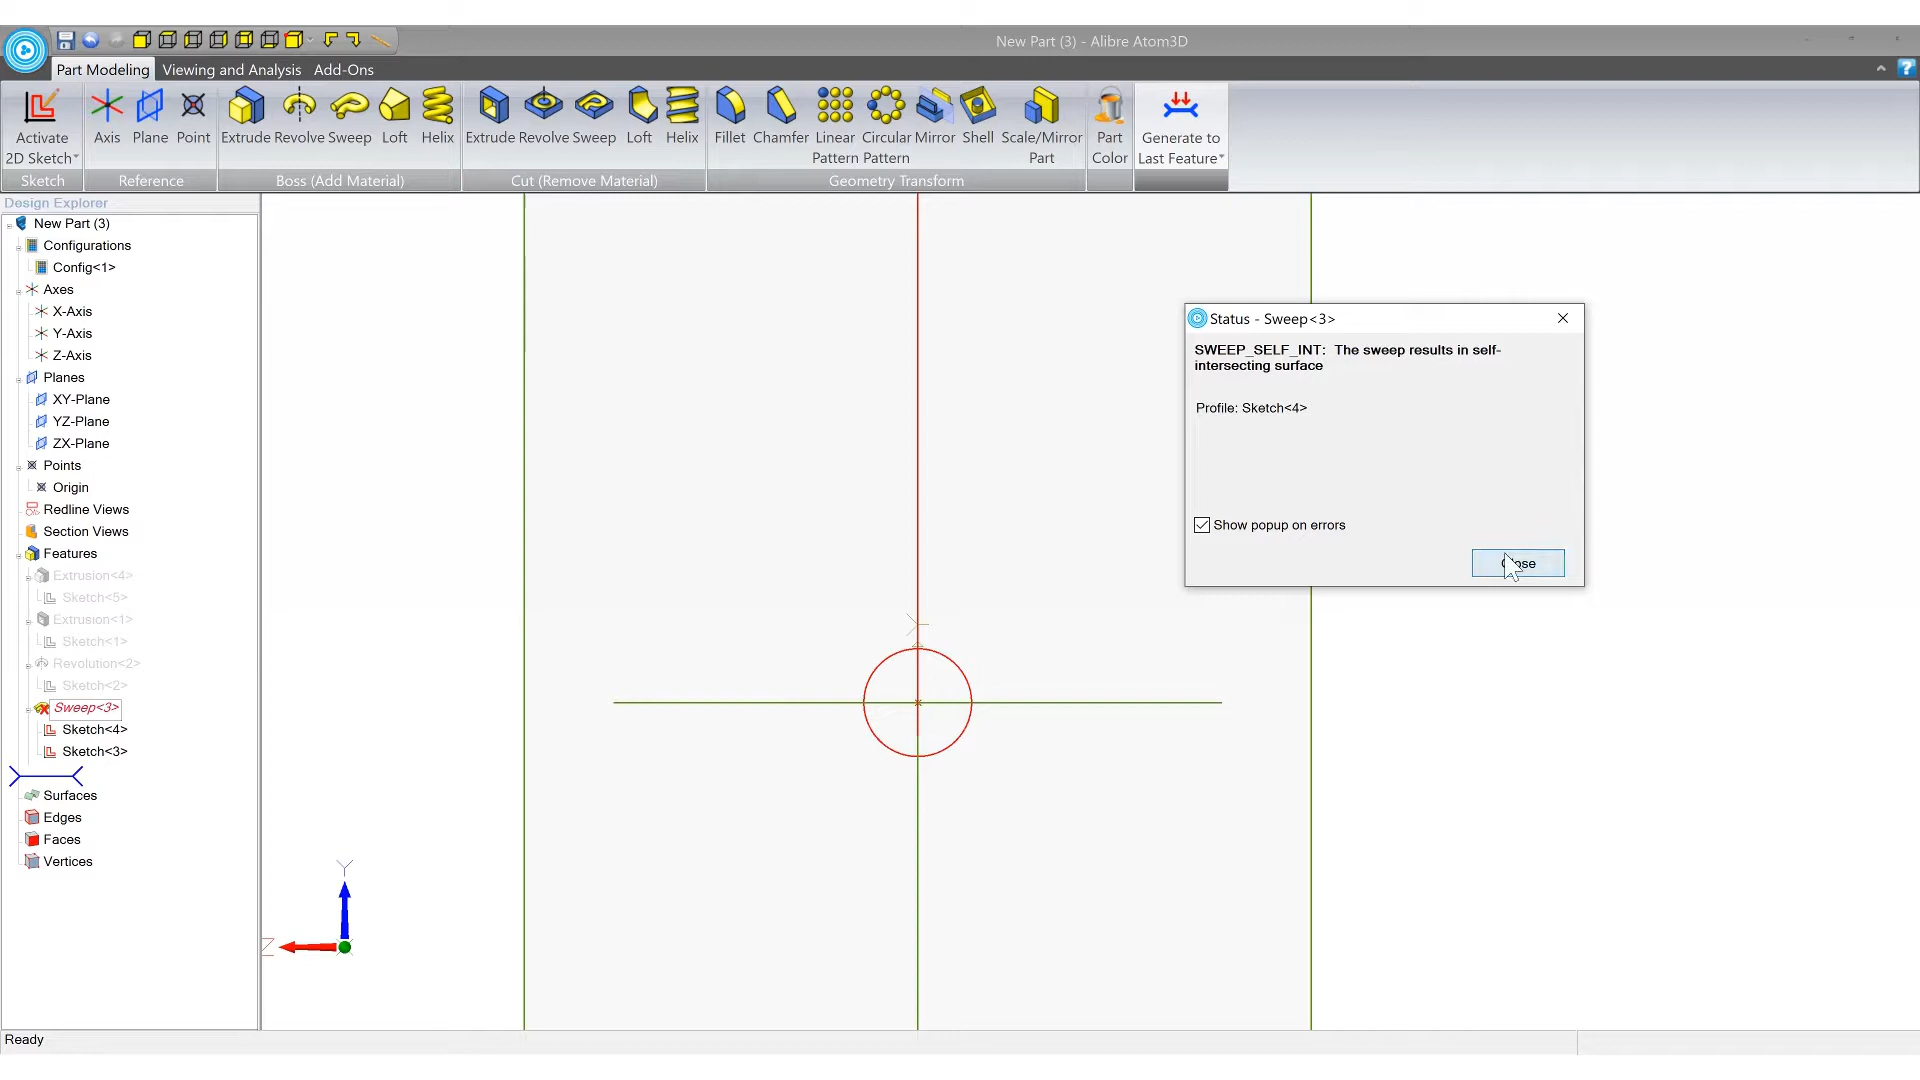 New Part (3) - Alibre Atom3D
Part Modeling Viewing and Analysis Add-Ons
Activate
2D Sketch
Axis Plane Point
Extrude Revolve Sweep Loft Helix
Extrude Revolve Sweep Loft Helix
Fillet Chamfer Linear
Pattern
Circular
Pattern
Mirror Shell Scale/Mirror
Part
Part
Color
Generate to
Last Feature
Sketch Reference Boss (Add Material) Cut (Remove Material) Geometry Transform
Design Explorer
New Part (3)
Configurations
Config<1>
Axes
X-Axis
Y-Axis
Z-Axis
Planes
XY-Plane
YZ-Plane
ZX-Plane
Points
Origin
Redline Views
Section Views
Features
Extrusion<4>
Sketch<5>
Extrusion<1>
Sketch<1>
Revolution<2>
Sketch<2>
Sweep<3>
Sketch<4>
Sketch<3>
Surfaces
Edges
Faces
Vertices
Status - Sweep<3>
SWEEP_SELF_INT: The sweep results in self-
intersecting surface
Profile: Sketch<4>
Show popup on errors
Close
Y
Z
Ready